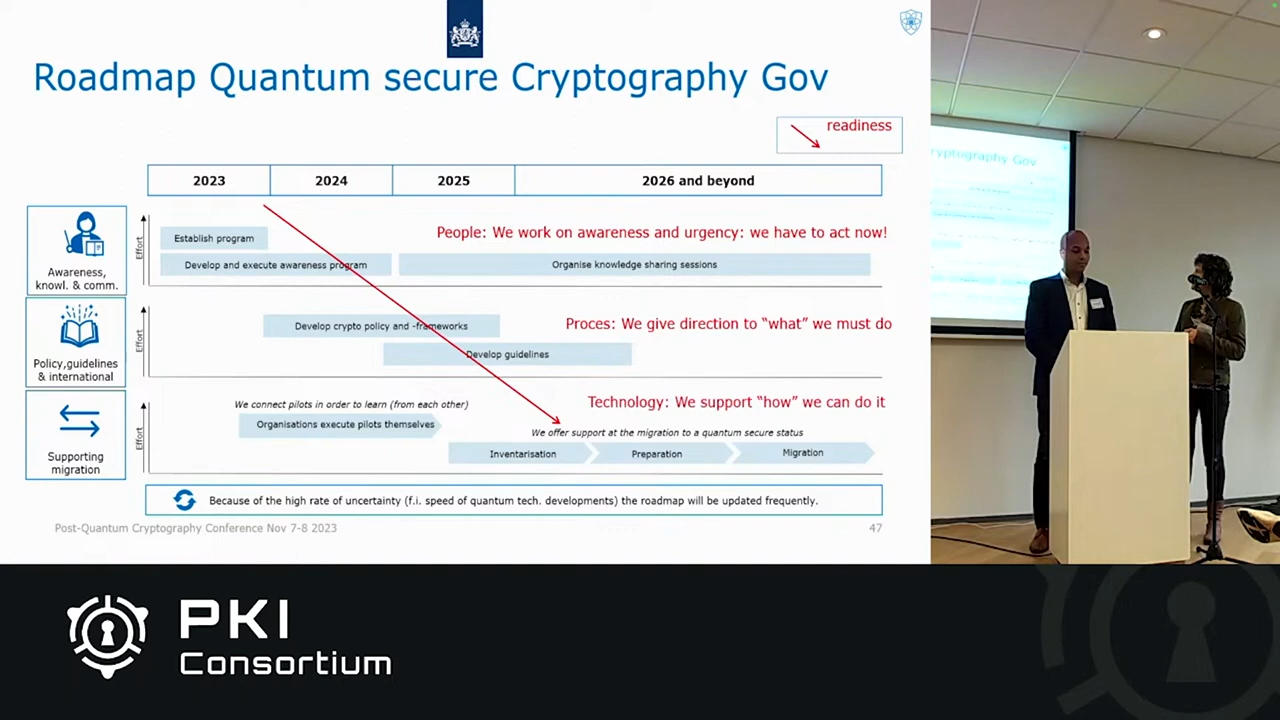 Roadmap Quantum secure Cryptography Gov
readiness
2023
2024
2025
2026 and beyond
Awareness,
knowl. & comm.
Effort
Establish program
People: We work on awareness and urgency: we have to act now!
Develop and execute awareness program
Organise knowledge sharing sessions
Policy,guidelines
& international
Effort
Develop crypto policy and -frameworks
Proces: We give direction to “what” we must do
Develop guidelines
Supporting
migration
Effort
We connect pilots in order to learn (from each other)
Technology: We support “how” we can do it
Organisations execute pilots themselves
We offer support at the migration to a quantum secure status
Inventarisation
Preparation
Migration
Because of the high rate of uncertainty (f.i. speed of quantum tech. developments) the roadmap will be updated frequently.
Post-Quantum Cryptography Conference Nov 7-8 2023
47
ryptography Gov
PKI
Consortium